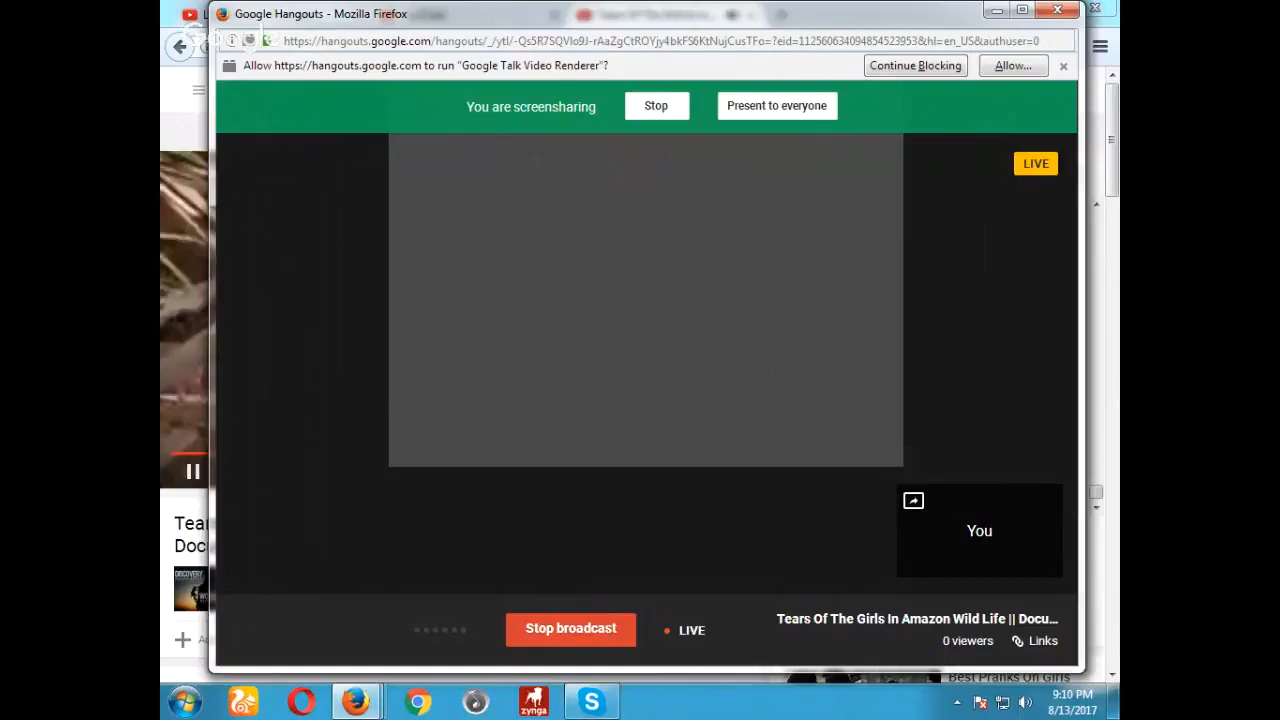 Google Hangouts - Mozilla Firefox
https://hangouts.google.com/hangouts/_/ytl/-Qs5R7SQVlo9J-rAaZgCtROYjy4bkFS6KtNujCusTFo=?eid=112560634094854523953&hl=en_US&authuser=0
Allow https://hangouts.google.com to run "Google Talk Video Renderer"?
Continue Blocking
Allow...
You are screensharing
Stop
Present to everyone
LIVE
You
Tear
Docu
DISCOVERY
Stop broadcast
LIVE
Tears Of The Girls In Amazon Wild Life || Docu...
0 viewers
Links
Best Pranks On Girls
zynga
9:10 PM
8/13/2017